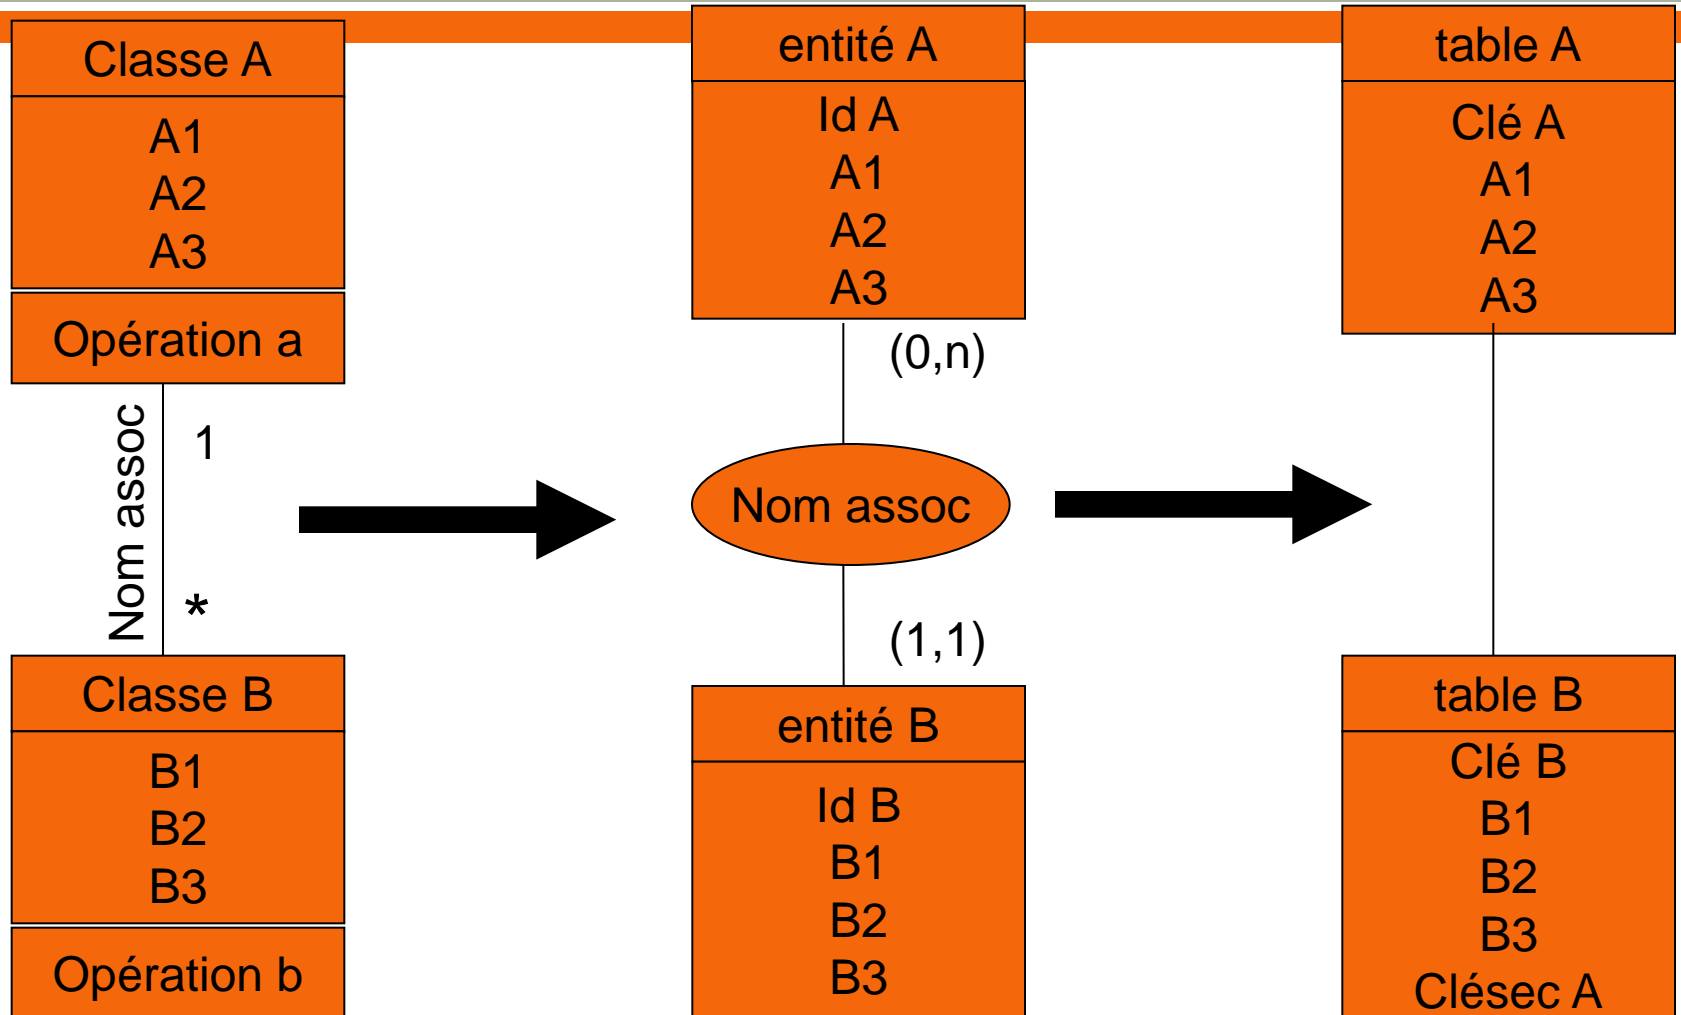 Classe A
A1
A2
A3
Opération a
Nom assoc
1
*
Classe B
B1
B2
B3
Opération b
entité A
Id A
A1
A2
A3
(0,n)
Nom assoc
(1,1)
entité B
Id B
B1
B2
B3
table A
Clé A
A1
A2
A3
table B
Clé B
B1
B2
B3
Clésec A